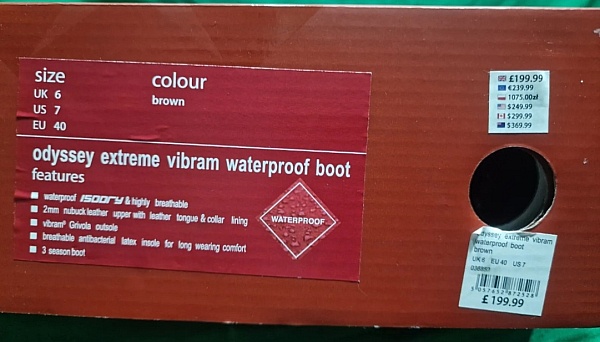 size
colour
UK 6
brown
US 7
EU 40
odyssey extreme vibram waterproof boot
features
waterproof ISODRY & highly breathable
2mm nubuck leather upper with leather tongue & collar lining
vibram® Grivola outsole
breathable antibacterial latex insole for long wearing comfort
3 season boot
WATERPROOF
£199.99
€239.99
1075.00zł
$249.99
$299.99
$369.99
odyssey extreme vibram
waterproof boot
brown
UK 6 EU 40 US 7
£199.99